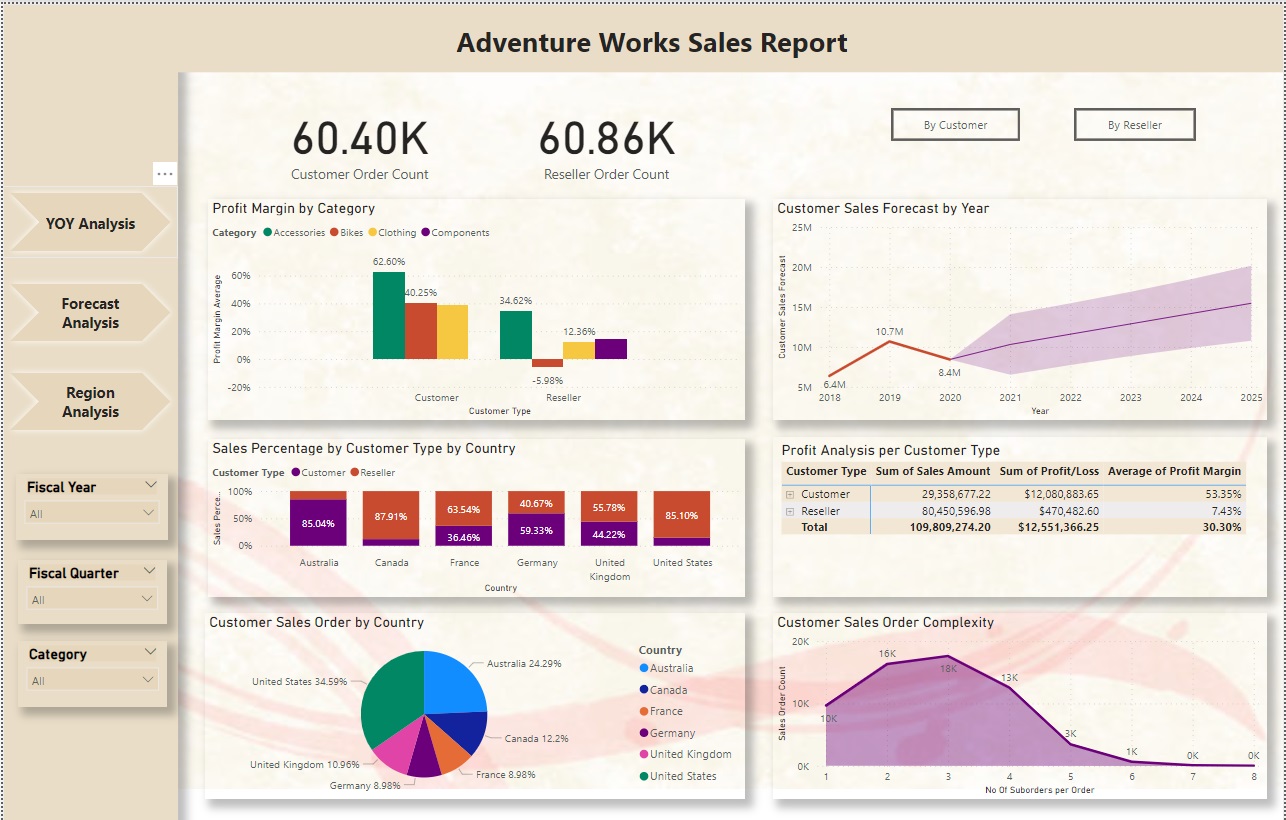 Adventure Works Sales Report
60.40K
Customer Order Count
60.86K
Reseller Order Count
By Customer
By Reseller
...
YOY Analysis
Forecast
Analysis
Region
Analysis
Fiscal Year
All
Fiscal Quarter
All
Category
All
Profit Margin by Category
Category Accessories Bikes Clothing Components
Profit Margin Average
60%
40%
20%
0%
-20%
62.60%
40.25%
34.62%
-5.98%
12.36%
Customer Reseller
Customer Type
Customer Sales Forecast by Year
Customer Sales Forecast
25M
20M
15M
10M
5M
6.4M
10.7M
8.4M
2018 2019 2020 2021 2022 2023 2024 2025
Year
Sales Percentage by Customer Type by Country
Customer Type Customer Reseller
Sales Perce...
100%
50%
0%
85.04%
87.91%
63.54%
36.46%
40.67%
59.33%
55.78%
44.22%
85.10%
Australia Canada France Germany United Kingdom United States
Country
Profit Analysis per Customer Type
Customer Type Sum of Sales Amount Sum of Profit/Loss Average of Profit Margin
Customer 29,358,677.22 $12,080,883.65 53.35%
Reseller 80,450,596.98 $470,482.60 7.43%
Total 109,809,274.20 $12,551,366.25 30.30%
Customer Sales Order by Country
Australia 24.29%
Canada 12.2%
France 8.98%
Germany 8.98%
United Kingdom 10.96%
United States 34.59%
Country
Australia
Canada
France
Germany
United Kingdom
United States
Customer Sales Order Complexity
Sales Order Count
20K
10K
0K
10K
16K
18K
13K
3K
1K
0K
0K
1 2 3 4 5 6 7 8
No Of Suborders per Order